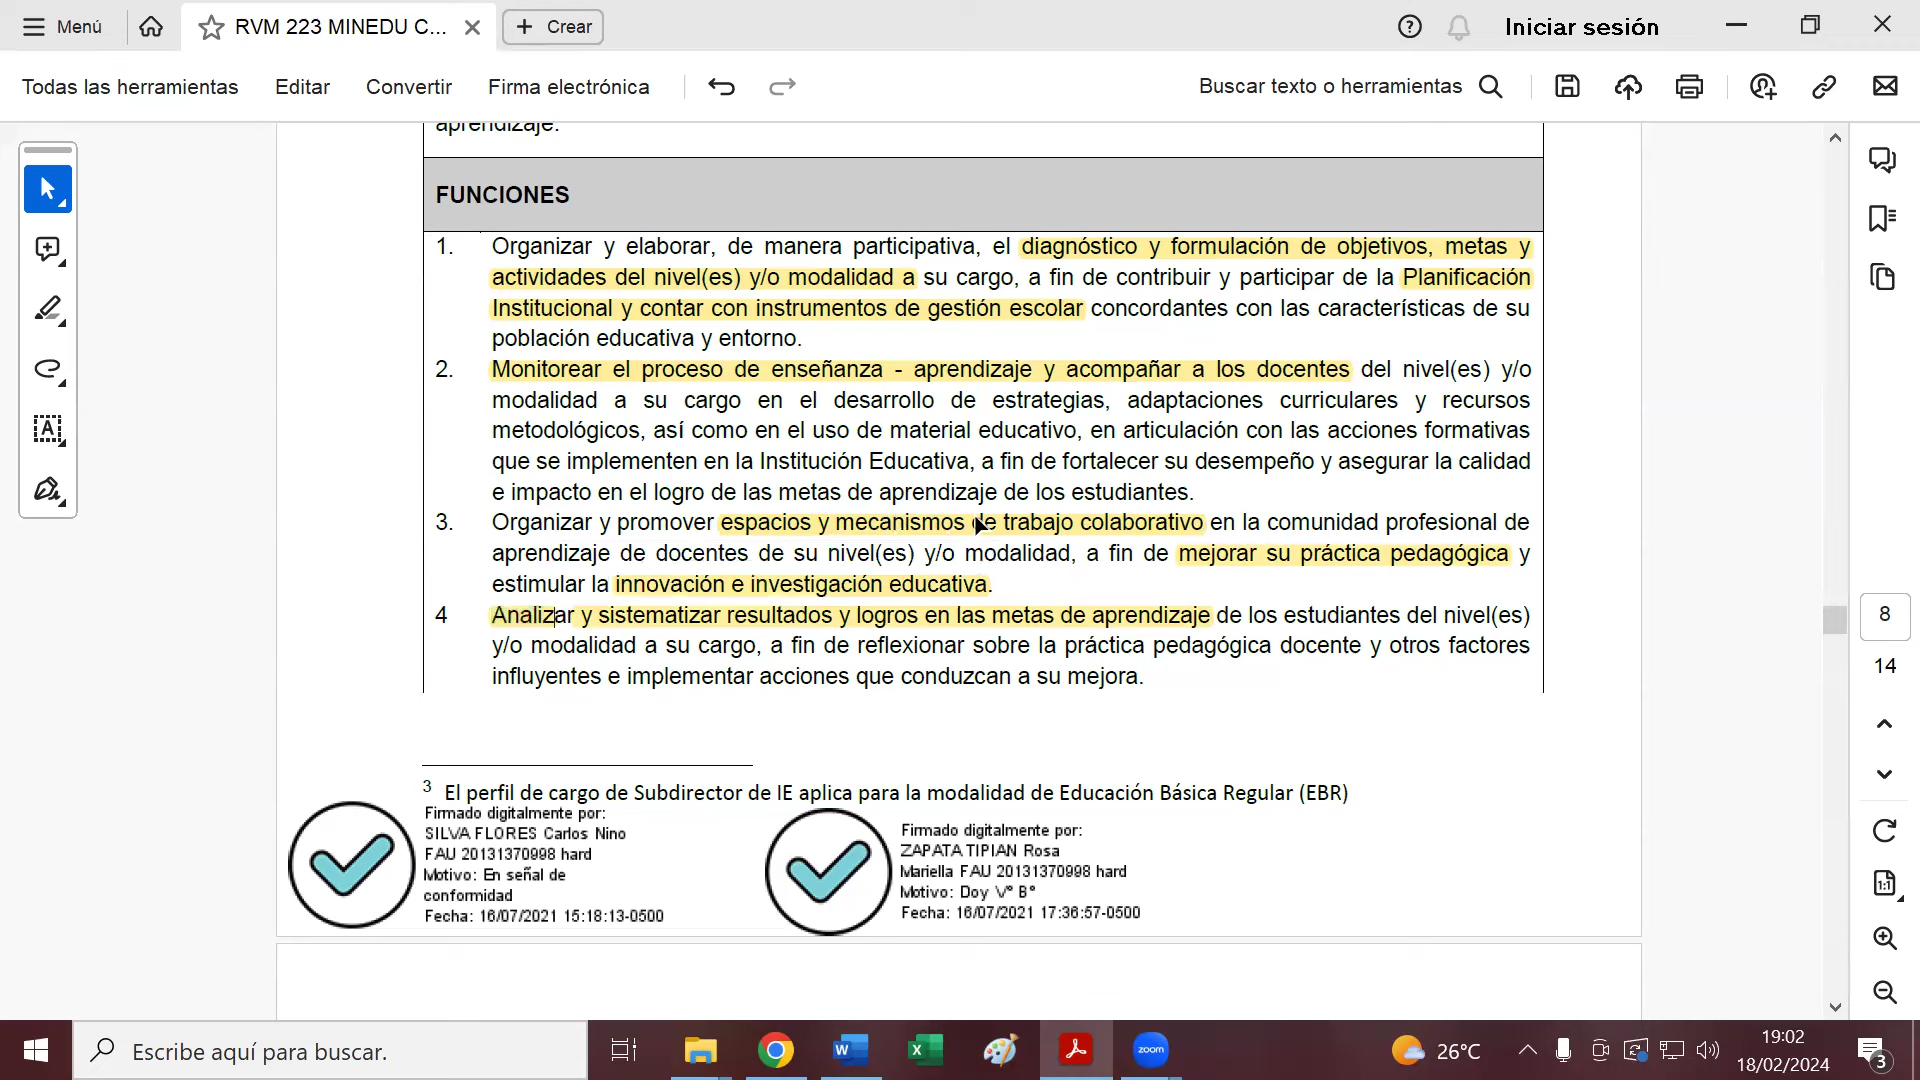 Menú
RVM 223 MINEDU C...
Crear
Iniciar sesión
Todas las herramientas
Editar
Convertir
Firma electrónica
Buscar texto o herramientas
aprendizaje.
FUNCIONES
1. Organizar y elaborar, de manera participativa, el diagnóstico y formulación de objetivos, metas y
actividades del nivel(es) y/o modalidad a su cargo, a fin de contribuir y participar de la Planificación
Institucional y contar con instrumentos de gestión escolar concordantes con las características de su
población educativa y entorno.
2. Monitorear el proceso de enseñanza - aprendizaje y acompañar a los docentes del nivel(es) y/o
modalidad a su cargo en el desarrollo de estrategias, adaptaciones curriculares y recursos
metodológicos, así como en el uso de material educativo, en articulación con las acciones formativas
que se implementen en la Institución Educativa, a fin de fortalecer su desempeño y asegurar la calidad
e impacto en el logro de las metas de aprendizaje de los estudiantes.
3. Organizar y promover espacios y mecanismos de trabajo colaborativo en la comunidad profesional de
aprendizaje de docentes de su nivel(es) y/o modalidad, a fin de mejorar su práctica pedagógica y
estimular la innovación e investigación educativa.
4 Analizar y sistematizar resultados y logros en las metas de aprendizaje de los estudiantes del nivel(es)
y/o modalidad a su cargo, a fin de reflexionar sobre la práctica pedagógica docente y otros factores
influyentes e implementar acciones que conduzcan a su mejora.
3 El perfil de cargo de Subdirector de IE aplica para la modalidad de Educación Básica Regular (EBR)
Firmado digitalmente por:
SILVA FLORES Carlos Nino
FAU 20131370998 hard
Motivo: En señal de
conformidad
Fecha: 16/07/2021 15:18:13-0500
Firmado digitalmente por:
ZAPATA TIPIAN Rosa
Mariella FAU 20131370998 hard
Motivo: Doy V° B°
Fecha: 16/07/2021 17:36:57-0500
8
14
1:1
Escribe aquí para buscar.
zoom
26°C
19:02
18/02/2024
3